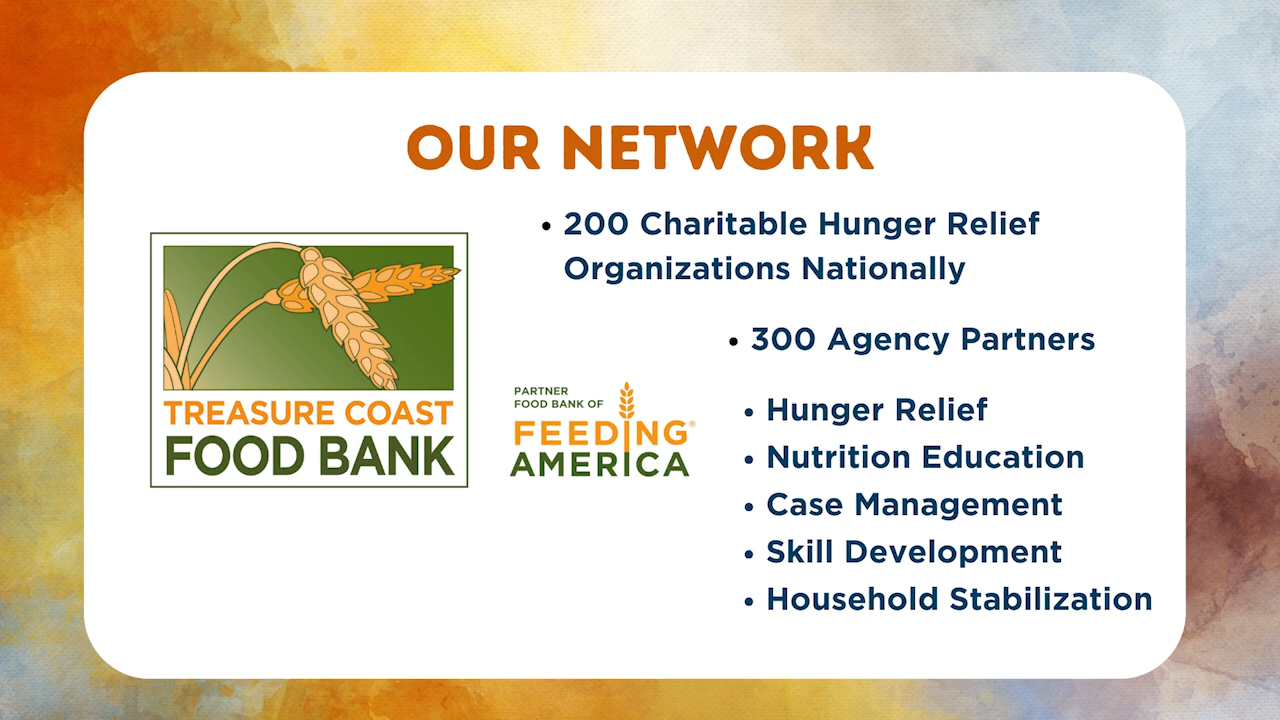 OUR NETWORK
• 200 Charitable Hunger Relief
Organizations Nationally
• 300 Agency Partners
TREASURE COAST
FOOD BANK
PARTNER
FOOD BANK OF
FEEDING®
AMERICA
• Hunger Relief
• Nutrition Education
• Case Management
• Skill Development
• Household Stabilization